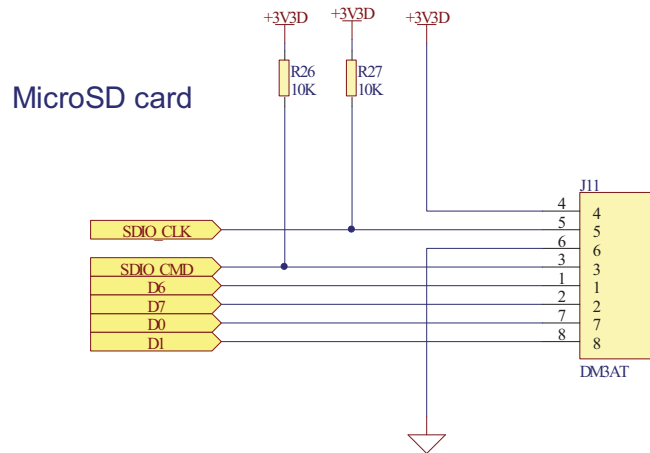 +3V3D +3V3D +3V3D
R26 R27
10K 10K
MicroSD card
J11
4 4
SDIO_CLK 5 5
6 6
SDIO_CMD 3 3
D6 1 1
D7 2 2
D0 7 7
D1 8 8
DM3AT